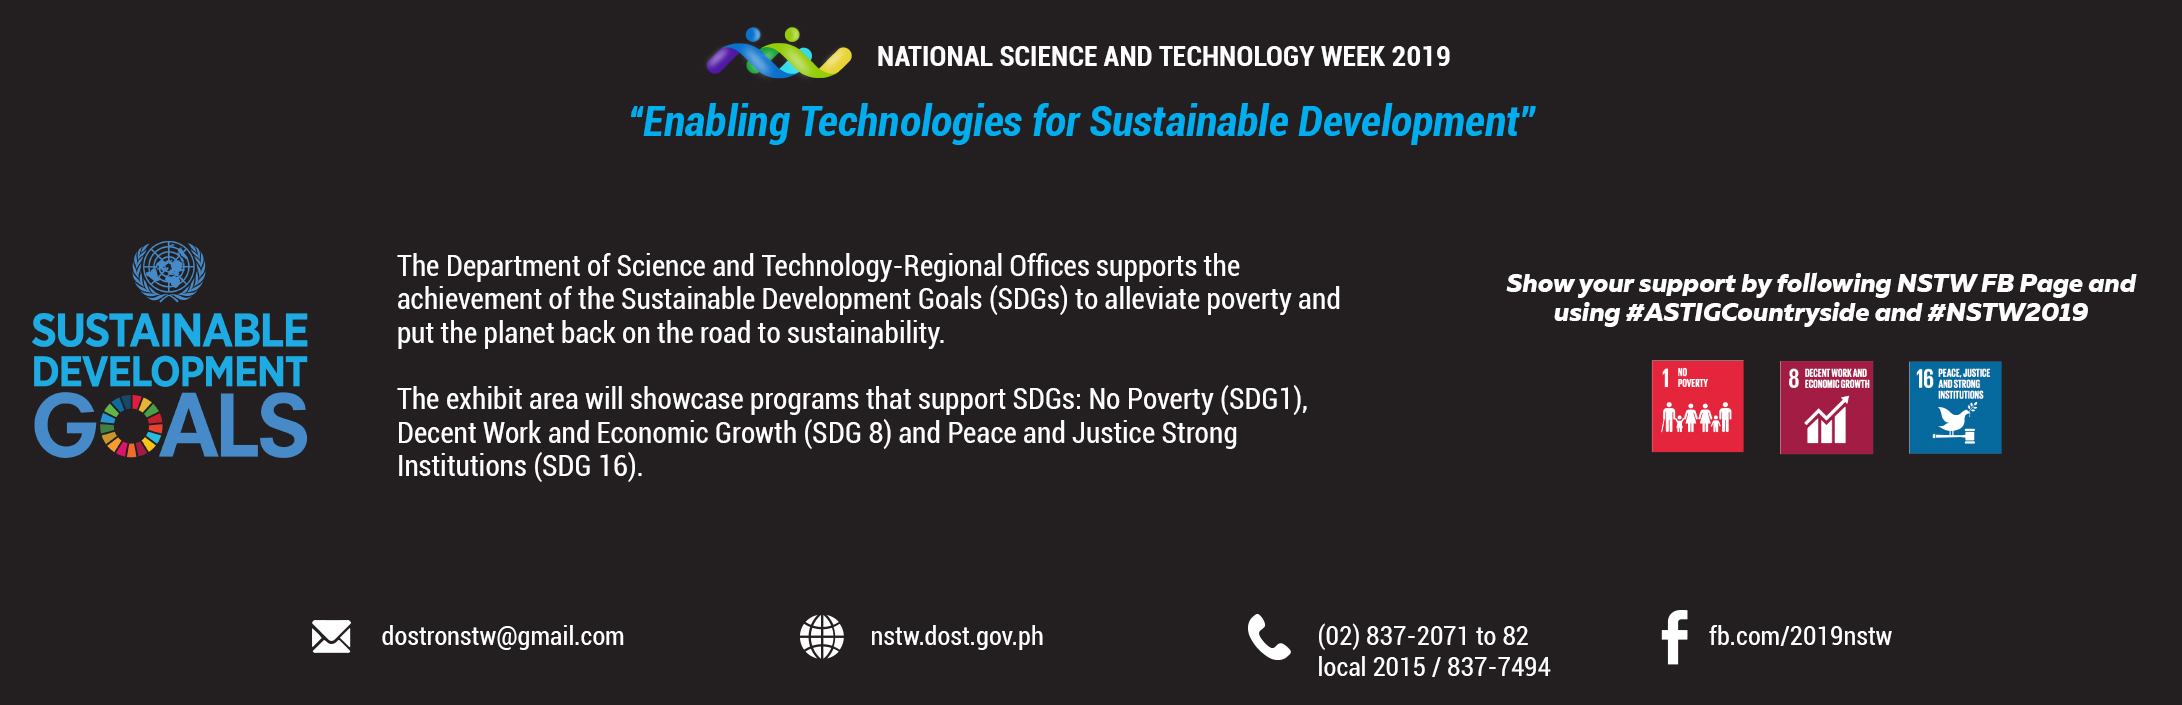 NATIONAL SCIENCE AND TECHNOLOGY WEEK 2019
“Enabling Technologies for Sustainable Development”
SUSTAINABLE
DEVELOPMENT
GOALS
The Department of Science and Technology-Regional Offices supports the
achievement of the Sustainable Development Goals (SDGs) to alleviate poverty and
put the planet back on the road to sustainability.
The exhibit area will showcase programs that support SDGs: No Poverty (SDG1),
Decent Work and Economic Growth (SDG 8) and Peace and Justice Strong
Institutions (SDG 16).
Show your support by following NSTW FB Page and
using #ASTIGCountryside and #NSTW2019
1 NO
POVERTY
8 DECENT WORK AND
ECONOMIC GROWTH
16 PEACE, JUSTICE
AND STRONG
INSTITUTIONS
dostronstw@gmail.com
nstw.dost.gov.ph
(02) 837-2071 to 82
local 2015 / 837-7494
fb.com/2019nstw